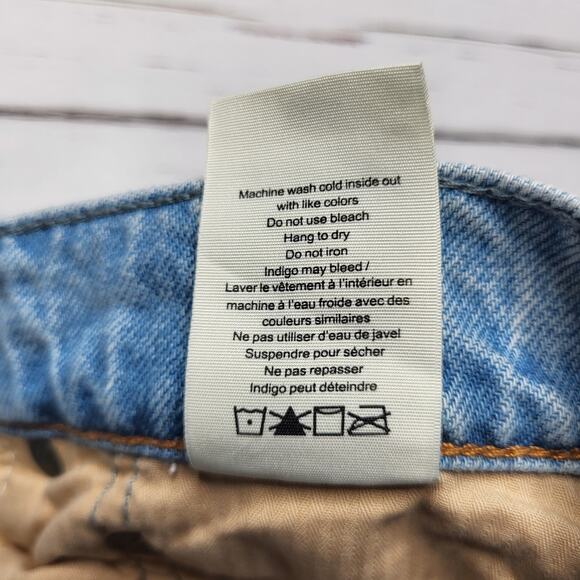 Machine wash cold inside out
with like colors
Do not use bleach
Hang to dry
Do not iron
Indigo may bleed /
Laver le vêtement à l'intérieur en
machine à l'eau froide avec des
couleurs similaires
Ne pas utiliser d'eau de javel
Suspendre pour sécher
Ne pas repasser
Indigo peut déteindre